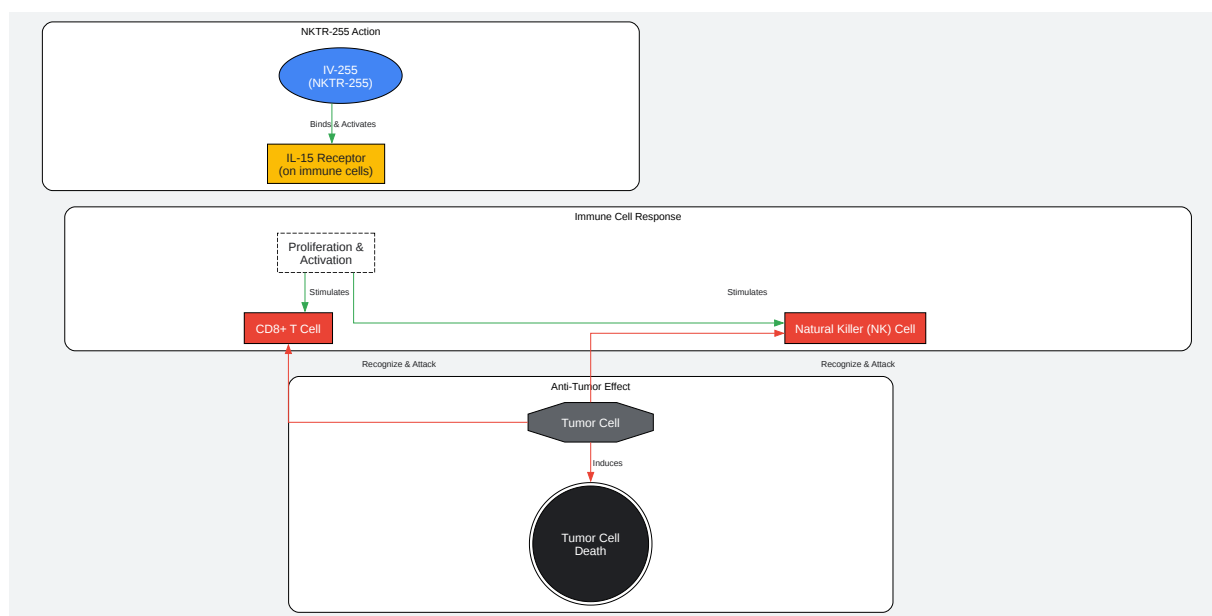 NKTR-255 Action
IV-255
(NKTR-255)
Binds & Activates
IL-15 Receptor
(on immune cells)
Immune Cell Response
Proliferation &
Activation
Stimulates
Stimulates
CD8+ T Cell
Natural Killer (NK) Cell
Recognize & Attack
Recognize & Attack
Anti-Tumor Effect
Tumor Cell
Induces
Tumor Cell
Death